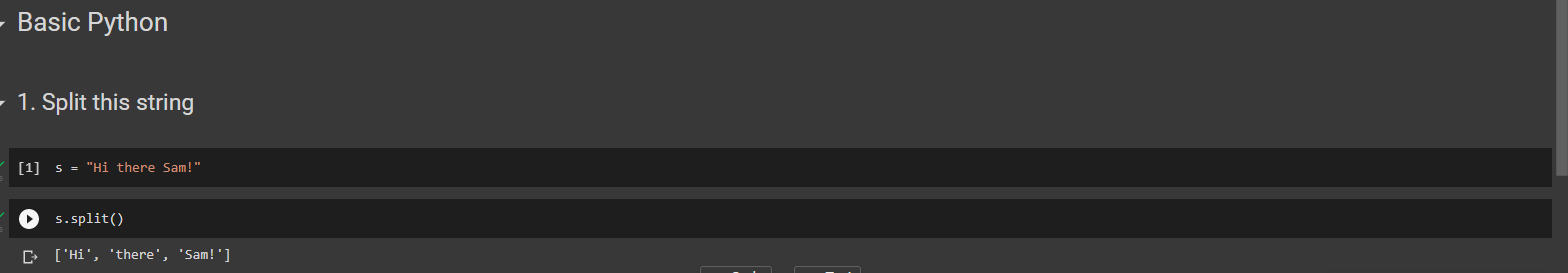 Basic Python
1. Split this string
[1] s = "Hi there Sam!"
s.split()
['Hi', 'there', 'Sam!']